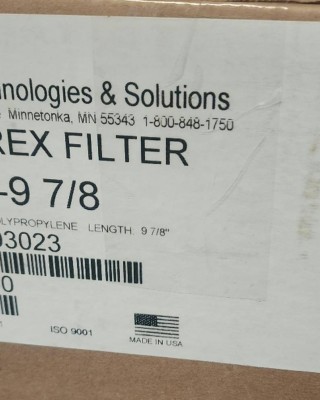 nologies & Solutions
Minnetonka, MN 55343 1-800-848-1750
REX FILTER
-9 7/8
OLYPROPYLENE LENGTH 9 7/8"
03023
0
ISO 9001
MADE IN USA